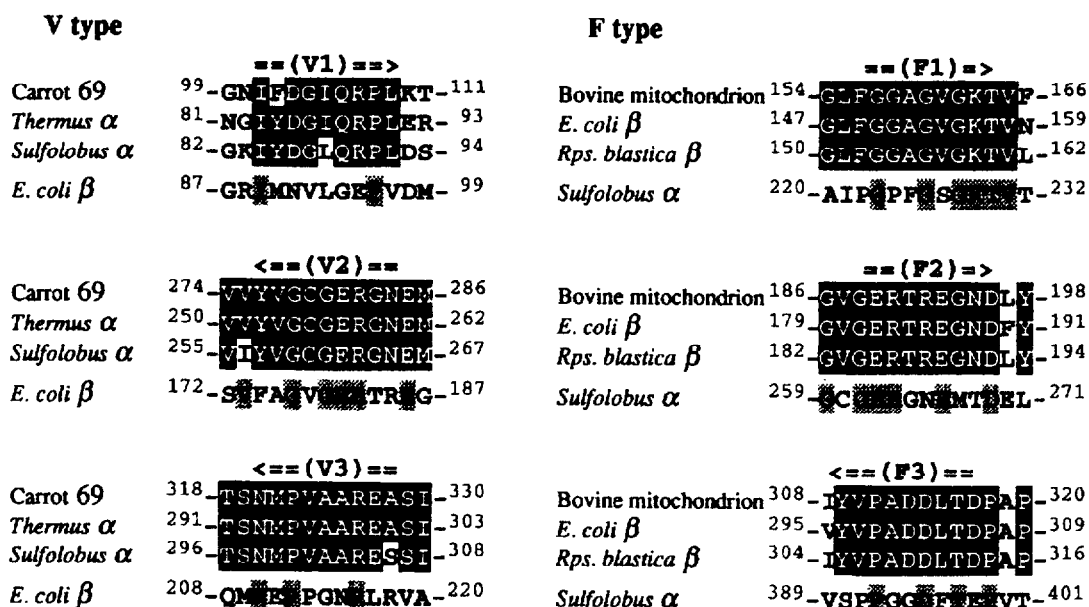 V type
==(V1)==>
Carrot 69 99-GNIFDGIQRPLKT-111
Thermus α 81-NGIYDGIQRPLER-93
Sulfolobus α 82-GKIYDGLQRPLDS-94
E. coli β 87-GRIMNVLGEPVDM-99
<==(V2)==
Carrot 69 274-VVYVGCGERGNEM-286
Thermus α 250-VVYVGCGERGNEM-262
Sulfolobus α 255-VIYVGCGERGNEM-267
E. coli β 172-SVFAGVGERTREG-187
<==(V3)==
Carrot 69 318-TSNMPVAAREASI-330
Thermus α 291-TSNMPVAAREASI-303
Sulfolobus α 296-TSNMPVAARESSI-308
E. coli β 208- -220
F type
==(F1)=>
Bovine mitochondrion 154-GLFGGAGVGKTVF-166
E. coli β 147-GLFGGAGVGKTVN-159
Rps. blastica β 150-GLFGGAGVGKTVL-162
Sulfolobus α 220-AIPGPFGSGKTVT-232
==(F2)=>
Bovine mitochondrion 186-GVGERTREGNDLY-198
E. coli β 179-GVGERTREGNDFY-191
Rps. blastica β 182-GVGERTREGNDLY-194
Sulfolobus α 259-GCGERGNEMTDEL-271
<==(F3)==
Bovine mitochondrion 308-IYVPADDLTDPAP-320
E. coli β 295-VYVPADDLTDPAP-309
Rps. blastica β 304-IYVPADDLTDPAP-316
Sulfolobus α 389- -401